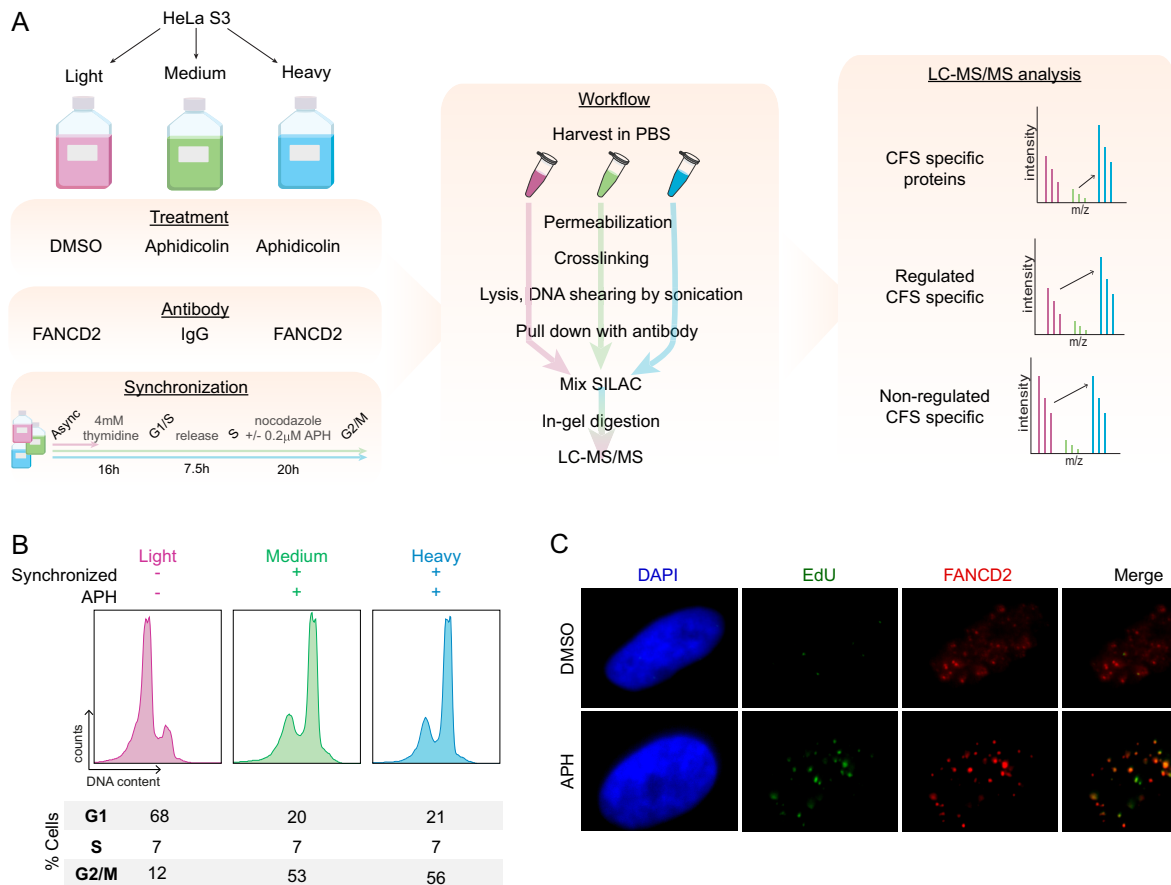 A
HeLa S3
Light Medium Heavy
Treatment
DMSO Aphidicolin Aphidicolin
Antibody
FANCD2 IgG FANCD2
Synchronization
Async 4mM thymidine G1/S release S nocodazole +/- 0.2μM APH G2/M
16h 7.5h 20h
Workflow
Harvest in PBS
Permeabilization
Crosslinking
Lysis, DNA shearing by sonication
Pull down with antibody
Mix SILAC
In-gel digestion
LC-MS/MS
LC-MS/MS analysis
CFS specific
proteins
intensity
m/z
Regulated
CFS specific
intensity
m/z
Non-regulated
CFS specific
intensity
m/z
B
Light Medium Heavy
Synchronized - + +
APH - + +
counts
DNA content
% Cells
G1 68 20 21
S 7 7 7
G2/M 12 53 56
C
DAPI EdU FANCD2 Merge
DMSO
APH